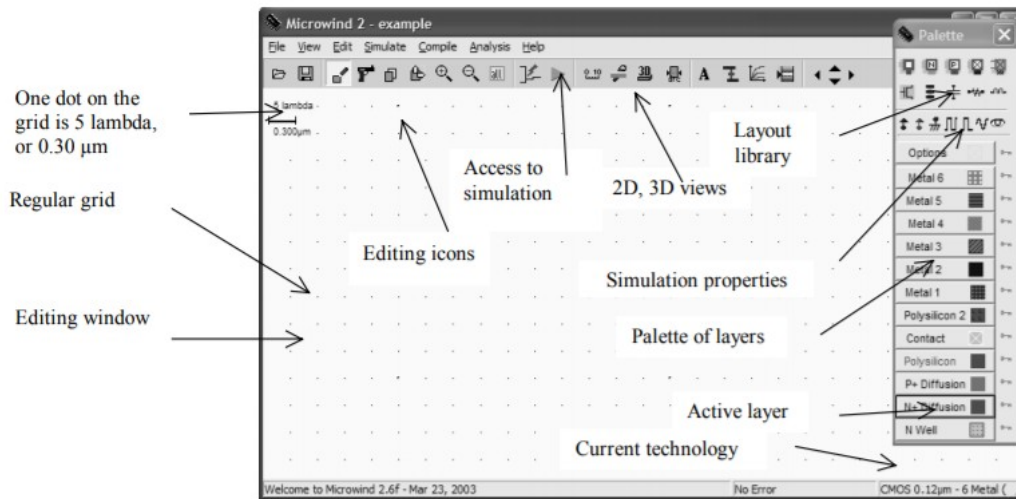 Microwind 2 - example
File View Edit Simulate Compile Analysis Help
Palette
5 lambda
0.300µm
One dot on the
grid is 5 lambda,
or 0.30 µm
Regular grid
Editing window
Editing icons
Access to
simulation
2D, 3D views
Layout
library
Simulation properties
Palette of layers
Active layer
Current technology
Options
Metal 6
Metal 5
Metal 4
Metal 3
Metal 2
Metal 1
Polysilicon 2
Contact
Polysilicon
P+ Diffusion
N+ Diffusion
N Well
Welcome to Microwind 2.6f - Mar 23, 2003
No Error
CMOS 0.12µm - 6 Metal (